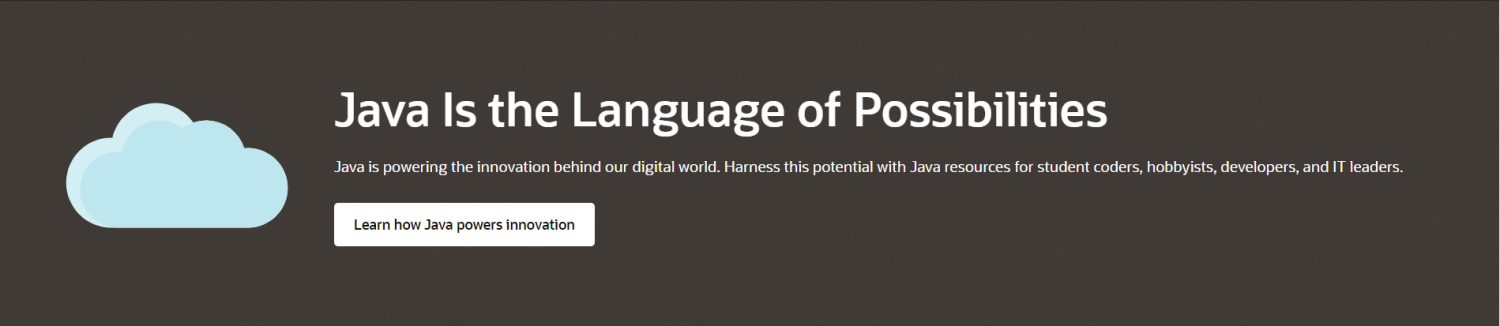 Java Is the Language of Possibilities
Java is powering the innovation behind our digital world. Harness this potential with Java resources for student coders, hobbyists, developers, and IT leaders.
Learn how Java powers innovation